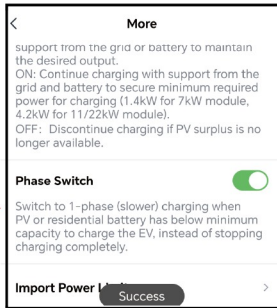 More
support from the grid or battery to maintain
the desired output.
ON: Continue charging with support from the
grid and battery to secure minimum required
power for charging (1.4kW for 7kW module,
4.2kW for 11/22kW module).
OFF: Discontinue charging if PV surplus is no
longer available.
Phase Switch
Switch to 1-phase (slower) charging when
PV or residential battery has below minimum
capacity to charge the EV, instead of stopping
charging completely.
Import Power
Success